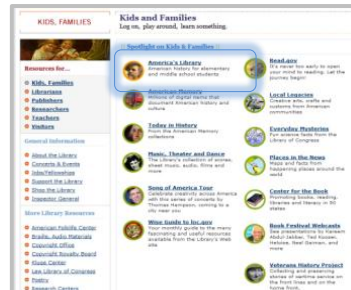 KIDS, FAMILIES
Kids and Families
Log on, play around, learn something.
Resources for...
Kids, Families
Librarians
Publishers
Researchers
Teachers
Visitors
General Information
About the Library
Concerts & Events
Jobs/Fellowships
Support the Library
Shop the Library
Inspector General
More Library Resources
American Folklife Center
Braille, Audio Materials
Copyright Office
Copyright Royalty Board
Kluge Center
Law Library of Congress
Poetry
Research Centers
Spotlight on Kids & Families
America's Library
American history for elementary
and middle school students
American Memory
Millions of digital items that
document American history and
culture
Today in History
From the American Memory
collections
Music, Theater and Dance
The Library's collection of scores,
sheet music, audio, films and
more
Song of America Tour
Celebrate creativity across America
with this series of concerts by
Thomas Hampson, coming to a
city near you
Wise Guide to loc.gov
Your monthly guide to the many
fascinating and useful resources
available from the Library's Web
site
Read.gov
It's never too early to open
your mind to reading. Let the
journey begin!
Local Legacies
Creative arts, crafts and
customs from American
communities
Everyday Mysteries
Fun science facts from the
Library of Congress
Places in the News
Maps and facts from
happening places around the
world
Center for the Book
Promoting books, reading,
libraries and literacy in 50
states
Book Festival Webcasts
See presentations by Kareem
Abdul-Jabbar, Ted Kooser,
Neil Gaiman, and
more
Veterans History Project
Collecting and preserving
stories of wartime service on
the front lines and on the
home front.